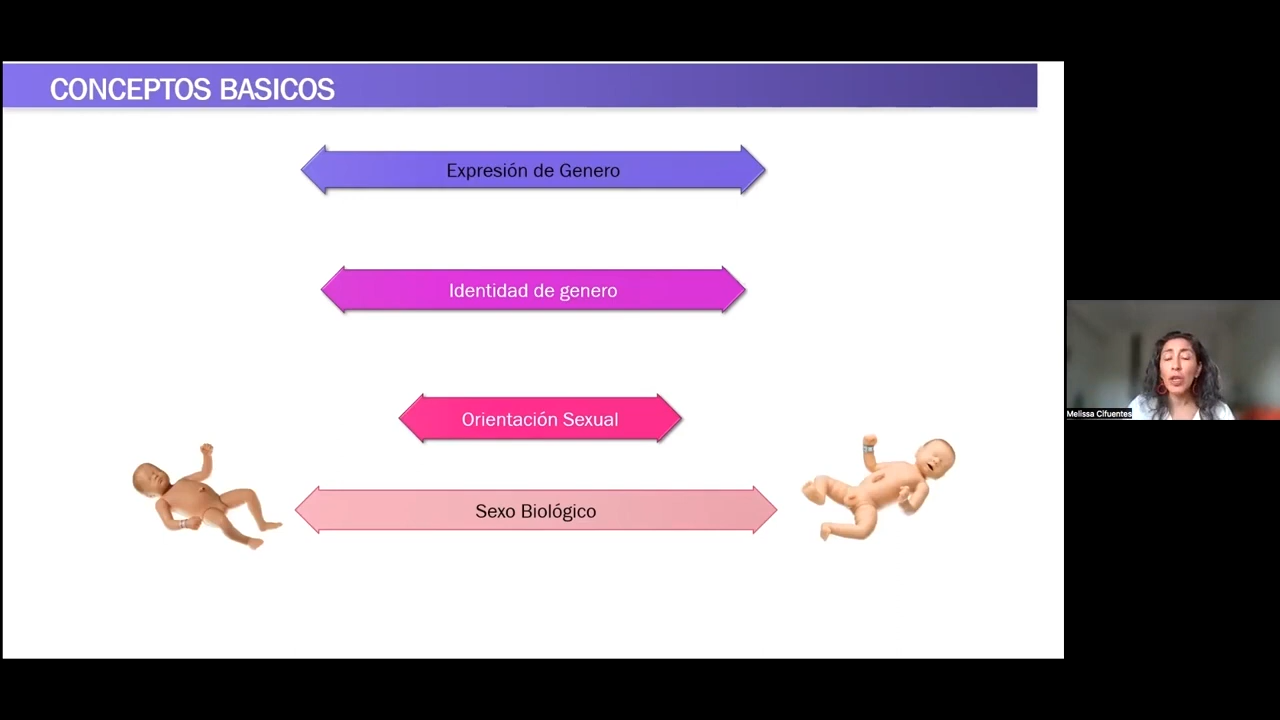 CONCEPTOS BASICOS
Expresión de Genero
Identidad de genero
Orientación Sexual
Sexo Biológico
Melissa Cifuentes